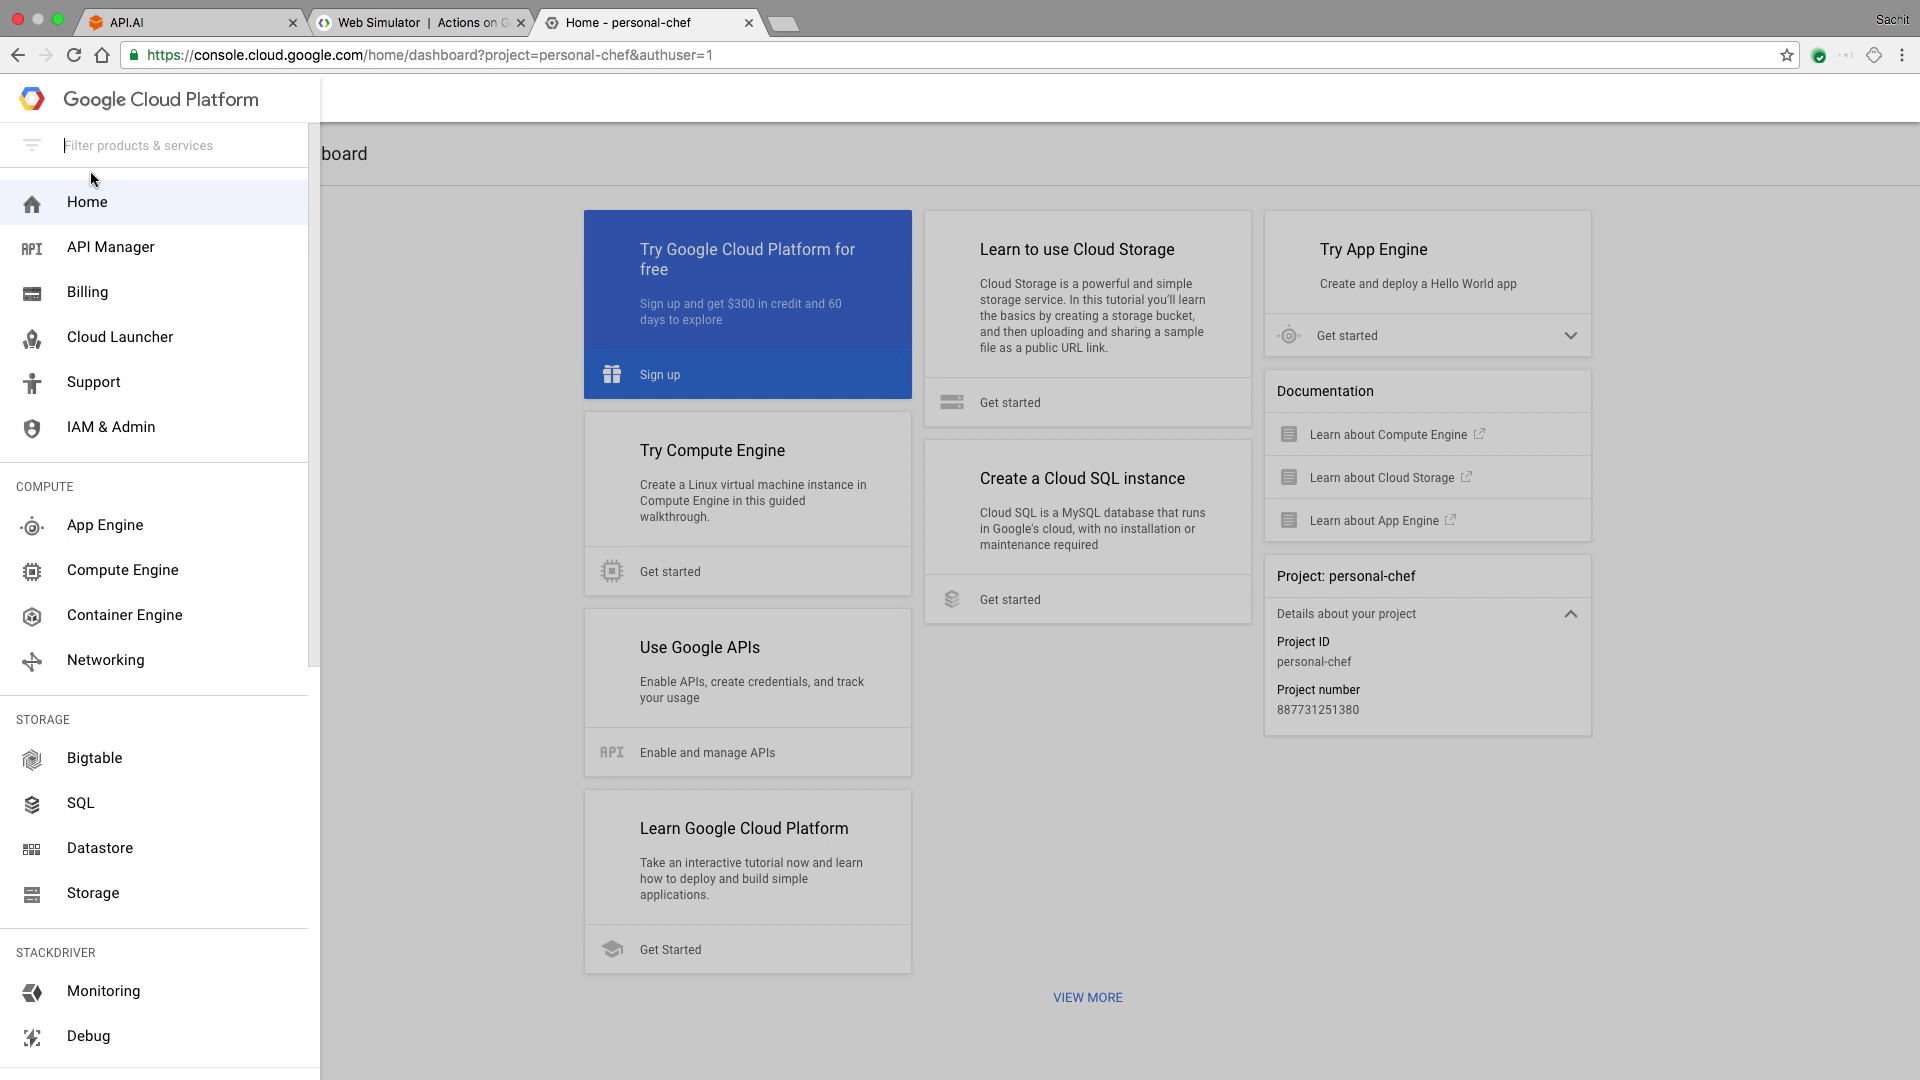 API.AI
Web Simulator | Actions on G
Home - personal-chef
Sachit
https://console.cloud.google.com/home/dashboard?project=personal-chef&authuser=1
Google Cloud Platform
Filter products & services
Home
API Manager
Billing
Cloud Launcher
Support
IAM & Admin
COMPUTE
App Engine
Compute Engine
Container Engine
Networking
STORAGE
Bigtable
SQL
Datastore
Storage
STACKDRIVER
Monitoring
Debug
board
Try Google Cloud Platform for
free
Sign up and get $300 in credit and 60
days to explore
Sign up
Try Compute Engine
Create a Linux virtual machine instance in
Compute Engine in this guided
walkthrough.
Get started
Use Google APIs
Enable APIs, create credentials, and track
your usage
API
Enable and manage APIs
Learn Google Cloud Platform
Take an interactive tutorial now and learn
how to deploy and build simple
applications.
Get Started
Learn to use Cloud Storage
Cloud Storage is a powerful and simple
storage service. In this tutorial you'll learn
the basics by creating a storage bucket,
and then uploading and sharing a sample
file as a public URL link.
Get started
Create a Cloud SQL instance
Cloud SQL is a MySQL database that runs
in Google's cloud, with no installation or
maintenance required
Get started
Try App Engine
Create and deploy a Hello World app
Get started
Documentation
Learn about Compute Engine
Learn about Cloud Storage
Learn about App Engine
Project: personal-chef
Details about your project
Project ID
personal-chef
Project number
887731251380
VIEW MORE